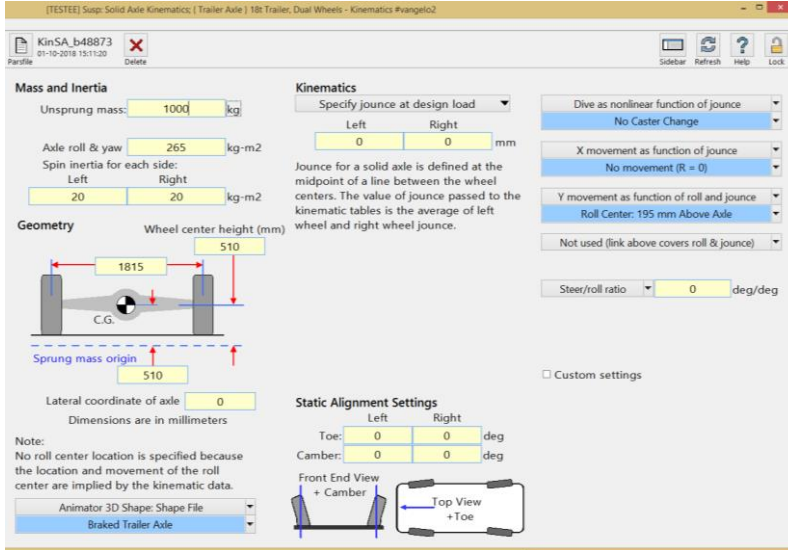 [TESTEE] Susp: Solid Axle Kinematics; { Trailer Axle } 18t Trailer, Dual Wheels - Kinematics #vangelo2
KinSA_b48873
01-10-2018 15:11:20
Parsfile
Delete
Sidebar
Refresh
Help
Lock
Mass and Inertia
Unsprung mass: 1000 kg
Axle roll & yaw 265 kg-m2
Spin inertia for each side:
Left Right
20 20 kg-m2
Geometry
Wheel center height (mm)
510
1815
C.G.
Sprung mass origin
510
Lateral coordinate of axle 0
Dimensions are in millimeters
Note:
No roll center location is specified because
the location and movement of the roll
center are implied by the kinematic data.
Animator 3D Shape: Shape File
Braked Trailer Axle
Kinematics
Specify jounce at design load
Left Right
0 0 mm
Jounce for a solid axle is defined at the
midpoint of a line between the wheel
centers. The value of jounce passed to the
kinematic tables is the average of left
wheel and right wheel jounce.
Static Alignment Settings
Left Right
Toe: 0 0 deg
Camber: 0 0 deg
Front End View
+ Camber
Top View
+Toe
Dive as nonlinear function of jounce
No Caster Change
X movement as function of jounce
No movement (R = 0)
Y movement as function of roll and jounce
Roll Center: 195 mm Above Axle
Not used (link above covers roll & jounce)
Steer/roll ratio 0 deg/deg
Custom settings